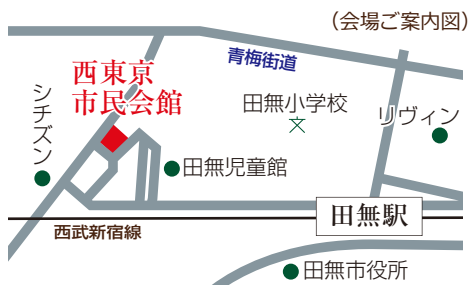 (会場ご案内図)
青梅街道
西東京
市民会館
シチズン
田無小学校
文
リヴィン
田無児童館
田無駅
西武新宿線
田無市役所